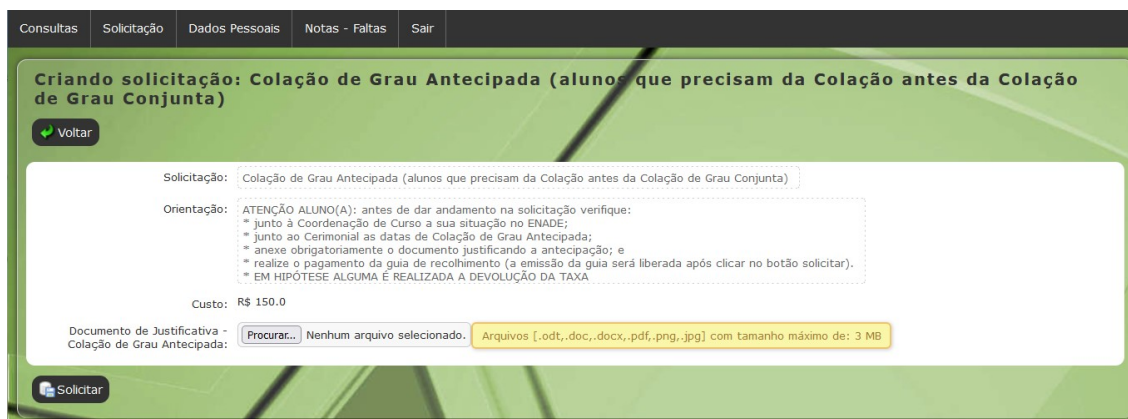 Consultas Solicitação Dados Pessoais Notas - Faltas Sair
Criando solicitação: Colação de Grau Antecipada (alunos que precisam da Colação antes da Colação
de Grau Conjunta)
Voltar
Solicitação: Colação de Grau Antecipada (alunos que precisam da Colação antes da Colação de Grau Conjunta)
Orientação: ATENÇÃO ALUNO(A): antes de dar andamento na solicitação verifique:
* junto à Coordenação de Curso a sua situação no ENADE;
* junto ao Cerimonial as datas de Colação de Grau Antecipada;
* anexe obrigatoriamente o documento justificando a antecipação; e
* realize o pagamento da guia de recolhimento (a emissão da guia será liberada após clicar no botão solicitar).
* EM HIPÓTESE ALGUMA É REALIZADA A DEVOLUÇÃO DA TAXA
Custo: R$ 150.0
Documento de Justificativa -
Colação de Grau Antecipada: Procurar... Nenhum arquivo selecionado. Arquivos [.odt,.doc,.docx,.pdf,.png,.jpg] com tamanho máximo de: 3 MB
Solicitar